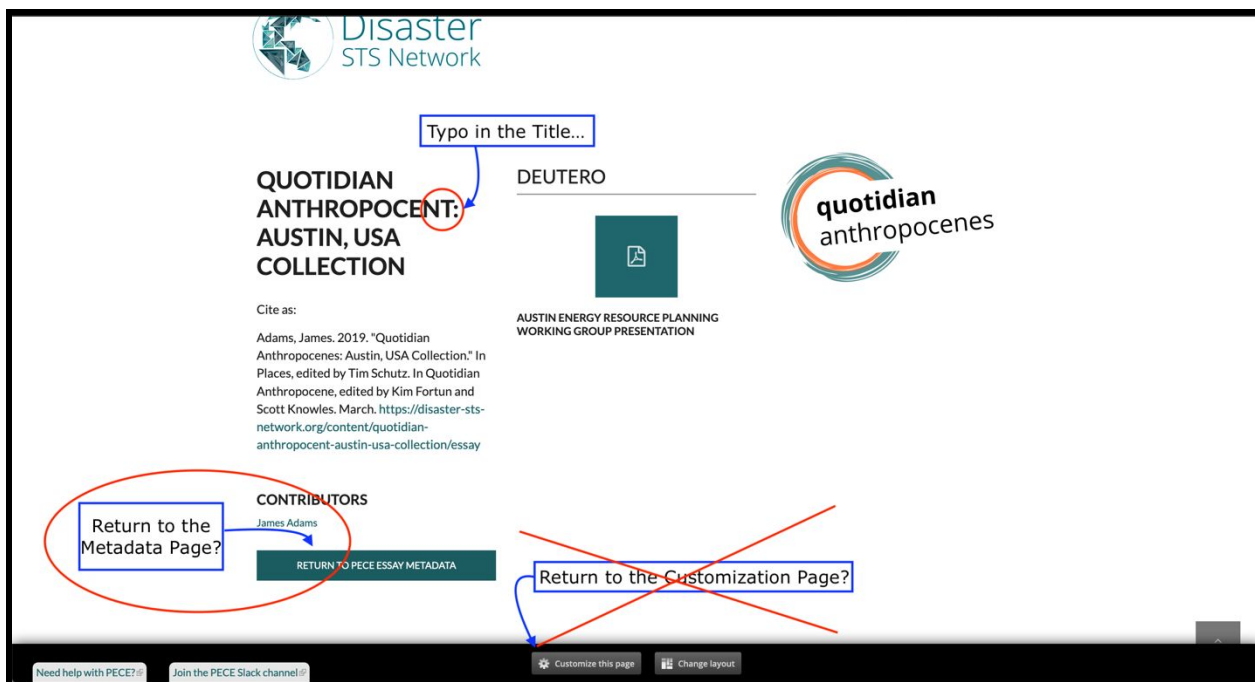 Disaster
STS Network
Typo in the Title...
QUOTIDIAN
ANTHROPOCENT:
AUSTIN, USA
COLLECTION
Cite as:
Adams, James. 2019. "Quotidian
Anthropocenes: Austin, USA Collection." In
Places, edited by Tim Schutz. In Quotidian
Anthropocene, edited by Kim Fortun and
Scott Knowles. March. https://disaster-sts-
network.org/content/quotidian-
anthropocent-austin-usa-collection/essay
CONTRIBUTORS
James Adams
Return to the
Metadata Page?
RETURN TO PECE ESSAY METADATA
DEUTERO
AUSTIN ENERGY RESOURCE PLANNING
WORKING GROUP PRESENTATION
quotidian
anthropocenes
Return to the Customization Page?
Need help with PECE?
Join the PECE Slack channel
Customize this page
Change layout